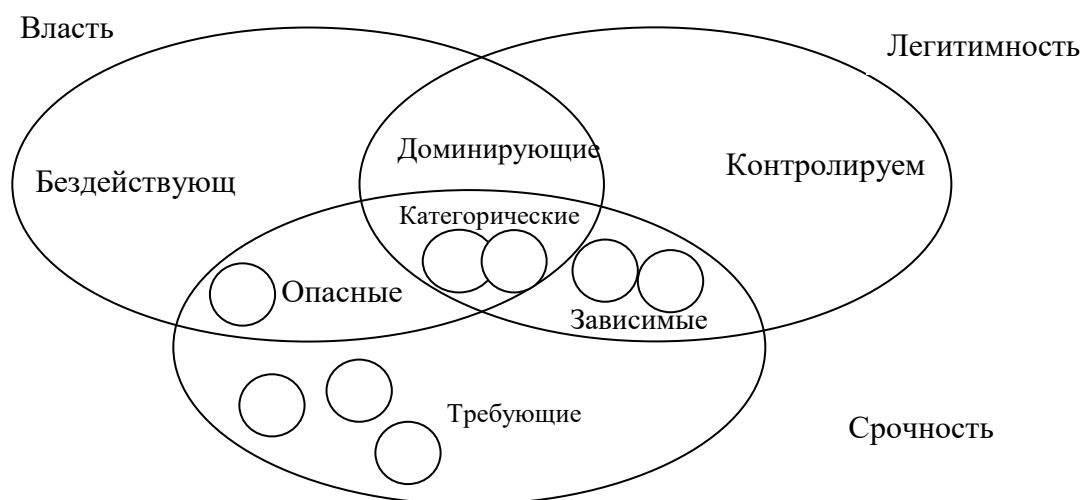 Власть
Легитимность
Доминирующие
Контролируем
Бездействующ
Категорические
Опасные
Зависимые
Требующие
Срочность